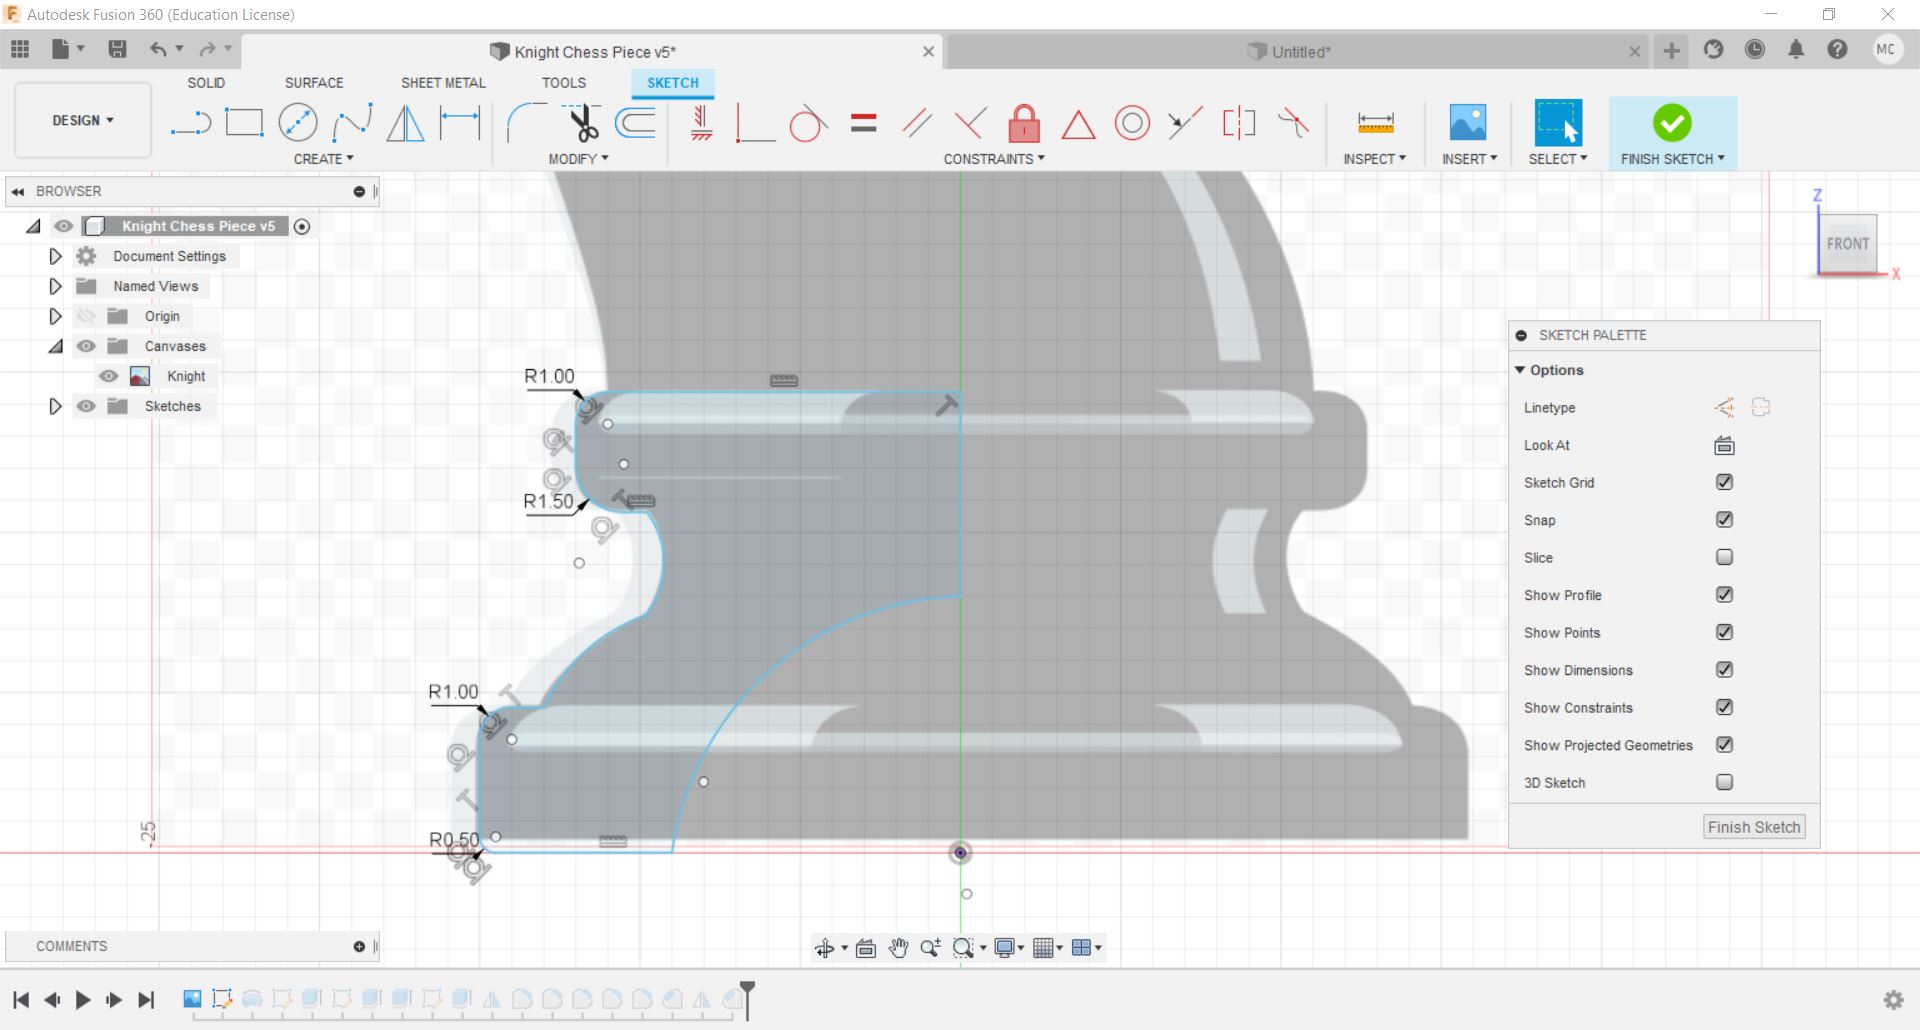 Autodesk Fusion 360 (Education License)
Knight Chess Piece v5*
Untitled*
MC
SOLID SURFACE SHEET METAL TOOLS SKETCH
DESIGN
CREATE MODIFY CONSTRAINTS INSPECT INSERT SELECT FINISH SKETCH
BROWSER
Knight Chess Piece v5
Document Settings
Named Views
Origin
Canvases
Knight
Sketches
Z
FRONT
X
R1.00
R1.50
R1.00
R0.50
25
SKETCH PALETTE
Options
Linetype
Look At
Sketch Grid
Snap
Slice
Show Profile
Show Points
Show Dimensions
Show Constraints
Show Projected Geometries
3D Sketch
Finish Sketch
COMMENTS